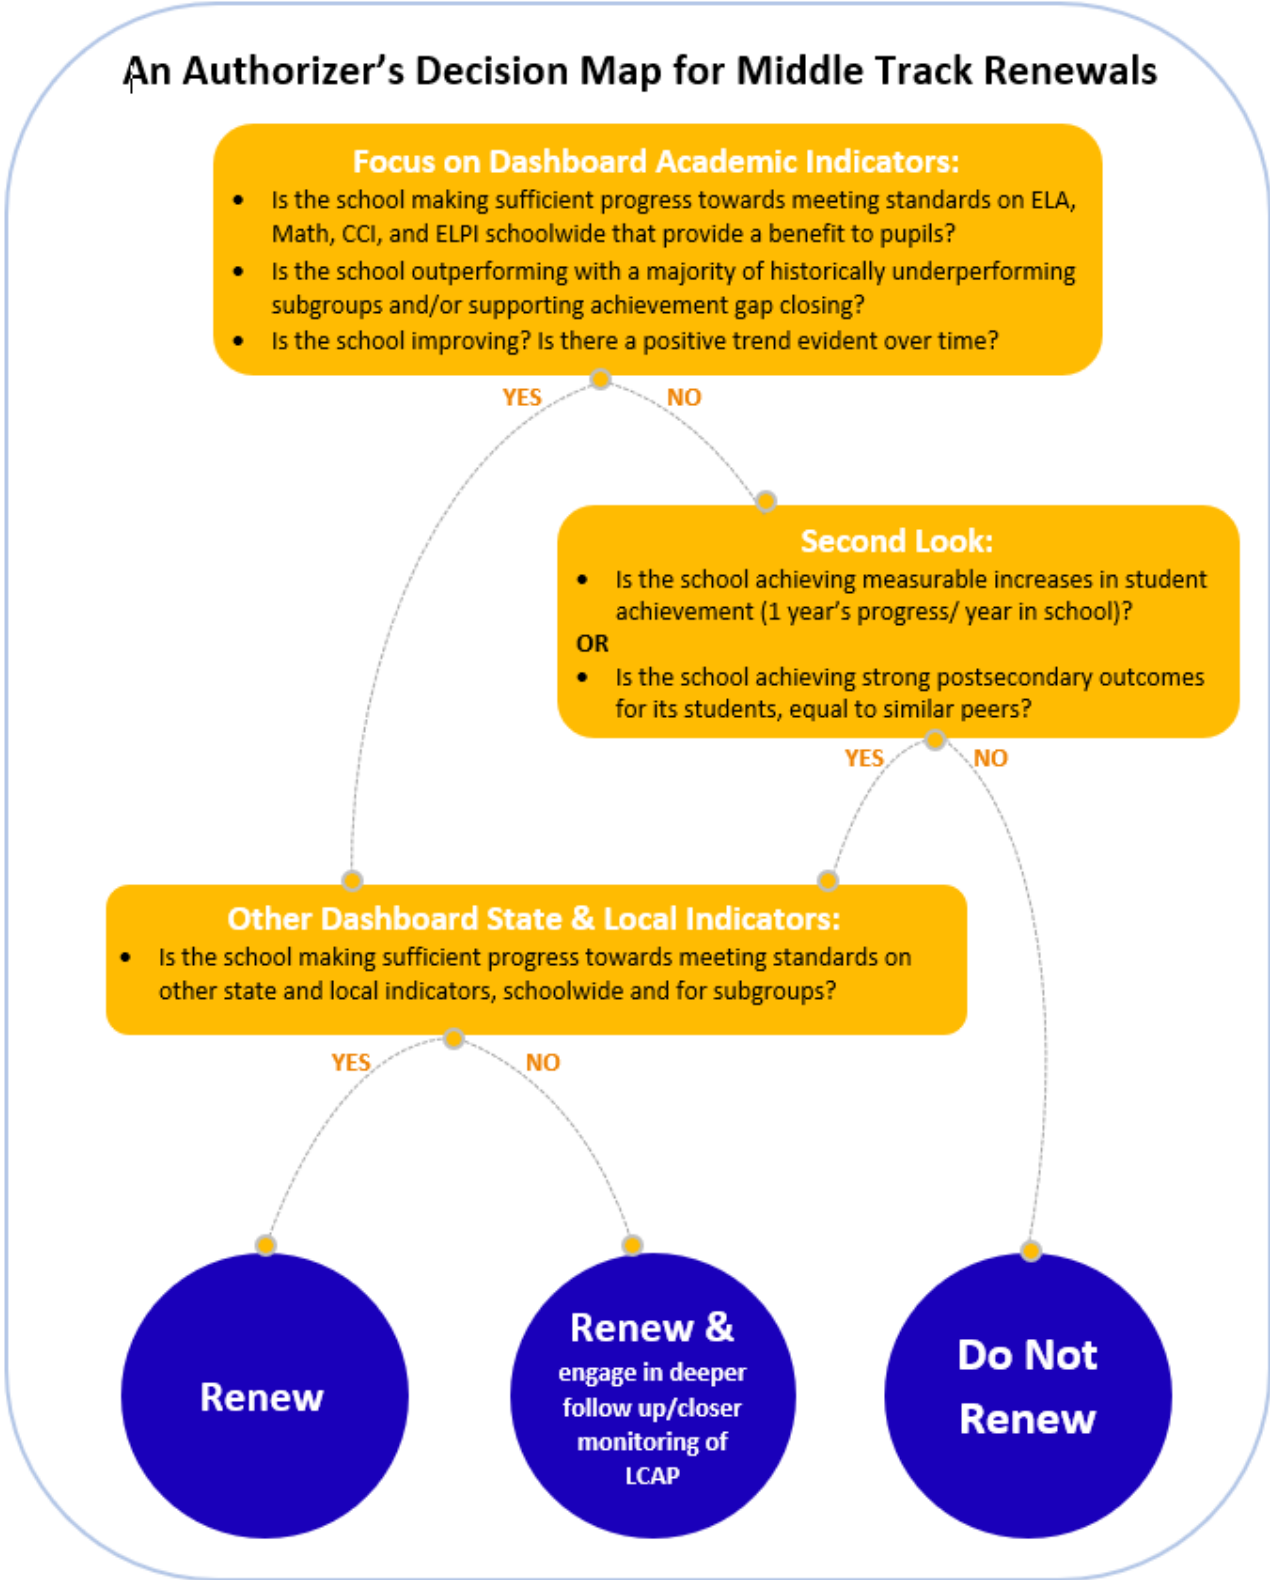 An Authorizer’s Decision Map for Middle Track Renewals
Focus on Dashboard Academic Indicators:
• Is the school making sufficient progress towards meeting standards on ELA,
Math, CCI, and ELPI schoolwide that provide a benefit to pupils?
• Is the school outperforming with a majority of historically underperforming
subgroups and/or supporting achievement gap closing?
• Is the school improving? Is there a positive trend evident over time?
YES
NO
Second Look:
• Is the school achieving measurable increases in student
achievement (1 year’s progress/ year in school)?
OR
• Is the school achieving strong postsecondary outcomes
for its students, equal to similar peers?
YES
NO
Other Dashboard State & Local Indicators:
• Is the school making sufficient progress towards meeting standards on
other state and local indicators, schoolwide and for subgroups?
YES
NO
Renew
Renew &
engage in deeper
follow up/closer
monitoring of
LCAP
Do Not
Renew